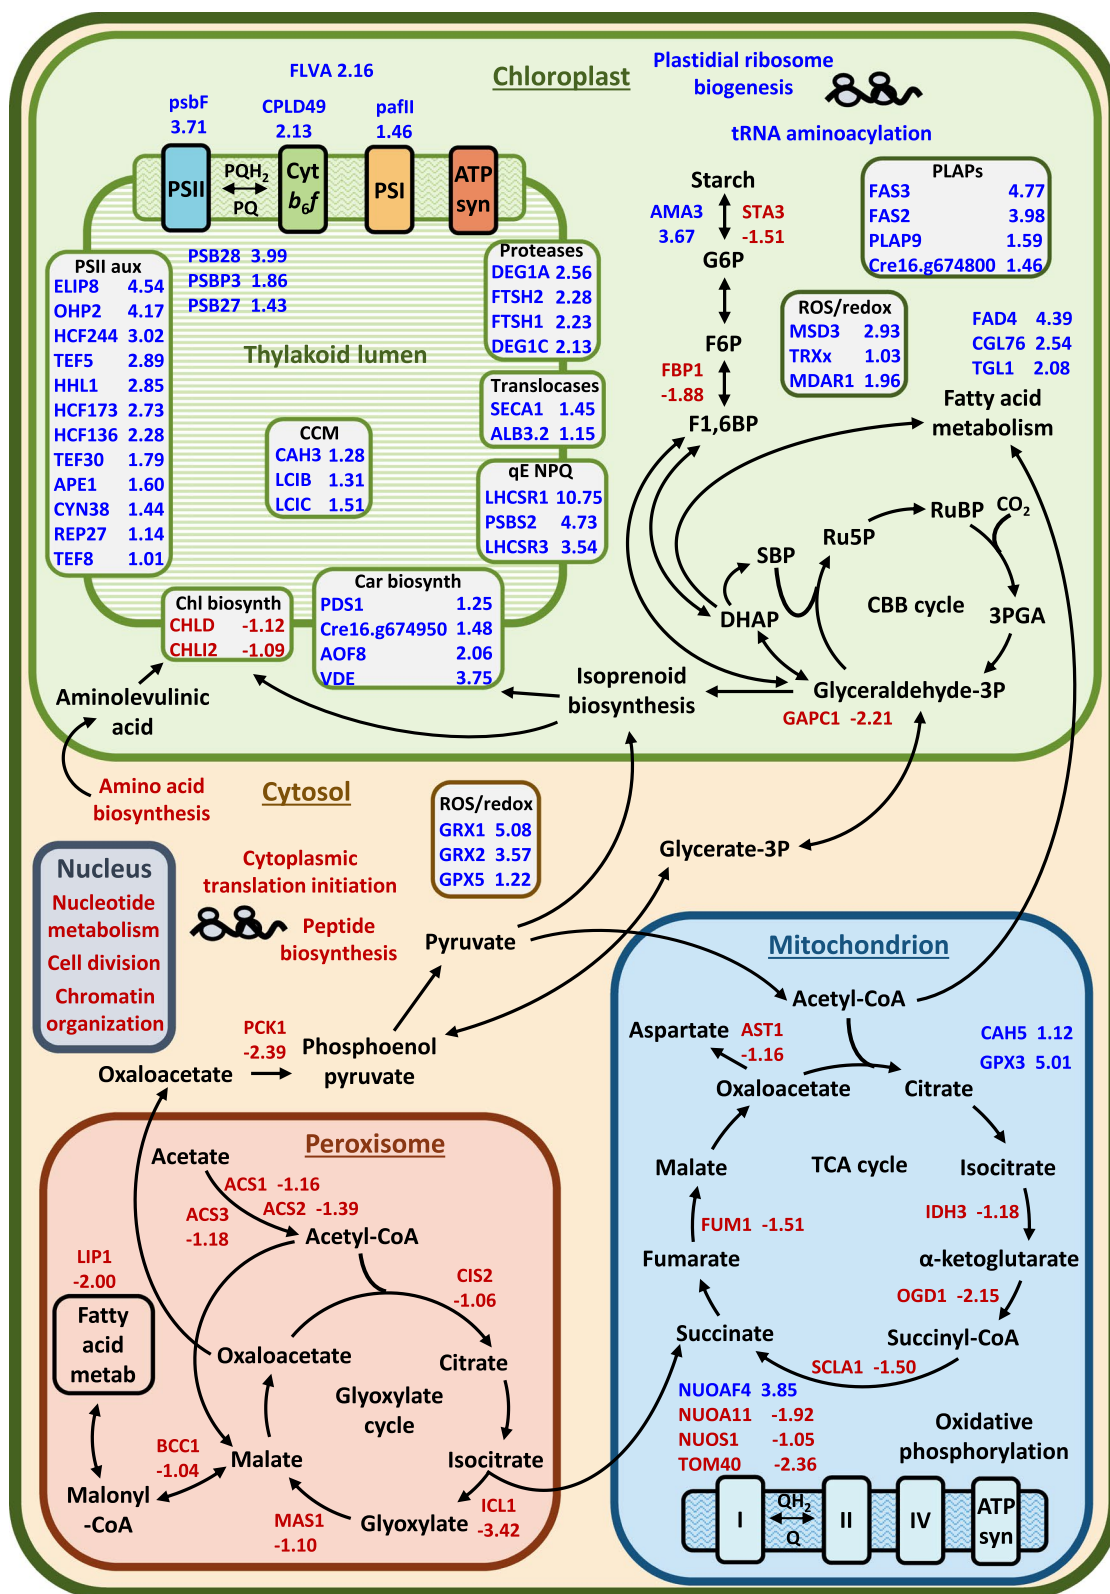 Chloroplast
FLVA 2.16
Plastidial ribosome
biogenesis
tRNA aminoacylation
psbF
3.71
CPLD49
2.13
pafII
1.46
PSII
PQH2
PQ
Cyt
b6f
PSI
ATP
syn
PSII aux
ELIP8 4.54
OHP2 4.17
HCF244 3.02
TEF5 2.89
HHL1 2.85
HCF173 2.73
HCF136 2.28
TEF30 1.79
APE1 1.60
CYN38 1.44
REP27 1.14
TEF8 1.01
PSB28 3.99
PSBP3 1.86
PSB27 1.43
Thylakoid lumen
CCM
CAH3 1.28
LCIB 1.31
LCIC 1.51
Proteases
DEG1A 2.56
FTSH2 2.28
FTSH1 2.23
DEG1C 2.13
Translocases
SECA1 1.45
ALB3.2 1.15
qE NPQ
LHCSR1 10.75
PSBS2 4.73
LHCSR3 3.54
Chl biosynth
CHLD -1.12
CHLI2 -1.09
Car biosynth
PDS1 1.25
Cre16.g674950 1.48
AOF8 2.06
VDE 3.75
Starch
AMA3
3.67
STA3
-1.51
G6P
F6P
FBP1
-1.88
F1,6BP
PLAPs
FAS3 4.77
FAS2 3.98
PLAP9 1.59
Cre16.g674800 1.46
ROS/redox
MSD3 2.93
TRXx 1.03
MDAR1 1.96
FAD4 4.39
CGL76 2.54
TGL1 2.08
Fatty acid
metabolism
RuBP
CO2
Ru5P
SBP
CBB cycle
3PGA
DHAP
Glyceraldehyde-3P
GAPC1 -2.21
Isoprenoid
biosynthesis
Aminolevulinic
acid
Amino acid
biosynthesis
Cytosol
ROS/redox
GRX1 5.08
GRX2 3.57
GPX5 1.22
Glycerate-3P
Nucleus
Nucleotide
metabolism
Cell division
Chromatin
organization
Cytoplasmic
translation initiation
Peptide
biosynthesis
Pyruvate
PCK1
-2.39
Phosphoenol
pyruvate
Oxaloacetate
Mitochondrion
Acetyl-CoA
Aspartate
AST1
-1.16
CAH5 1.12
GPX3 5.01
Oxaloacetate
Citrate
Malate
TCA cycle
Isocitrate
IDH3 -1.18
FUM1 -1.51
Fumarate
α-ketoglutarate
OGD1 -2.15
Succinate
Succinyl-CoA
SCLA1 -1.50
NUOAF4 3.85
NUOA11 -1.92
NUOS1 -1.05
TOM40 -2.36
Oxidative
phosphorylation
I
QH2
Q
II
IV
ATP
syn
Peroxisome
Acetate
ACS1 -1.16
ACS2 -1.39
ACS3
-1.18
Acetyl-CoA
LIP1
-2.00
Fatty
acid
metab
CIS2
-1.06
Oxaloacetate
Citrate
Glyoxylate
cycle
BCC1
-1.04
Malate
Isocitrate
Malonyl
-CoA
MAS1
-1.10
Glyoxylate
ICL1
-3.42